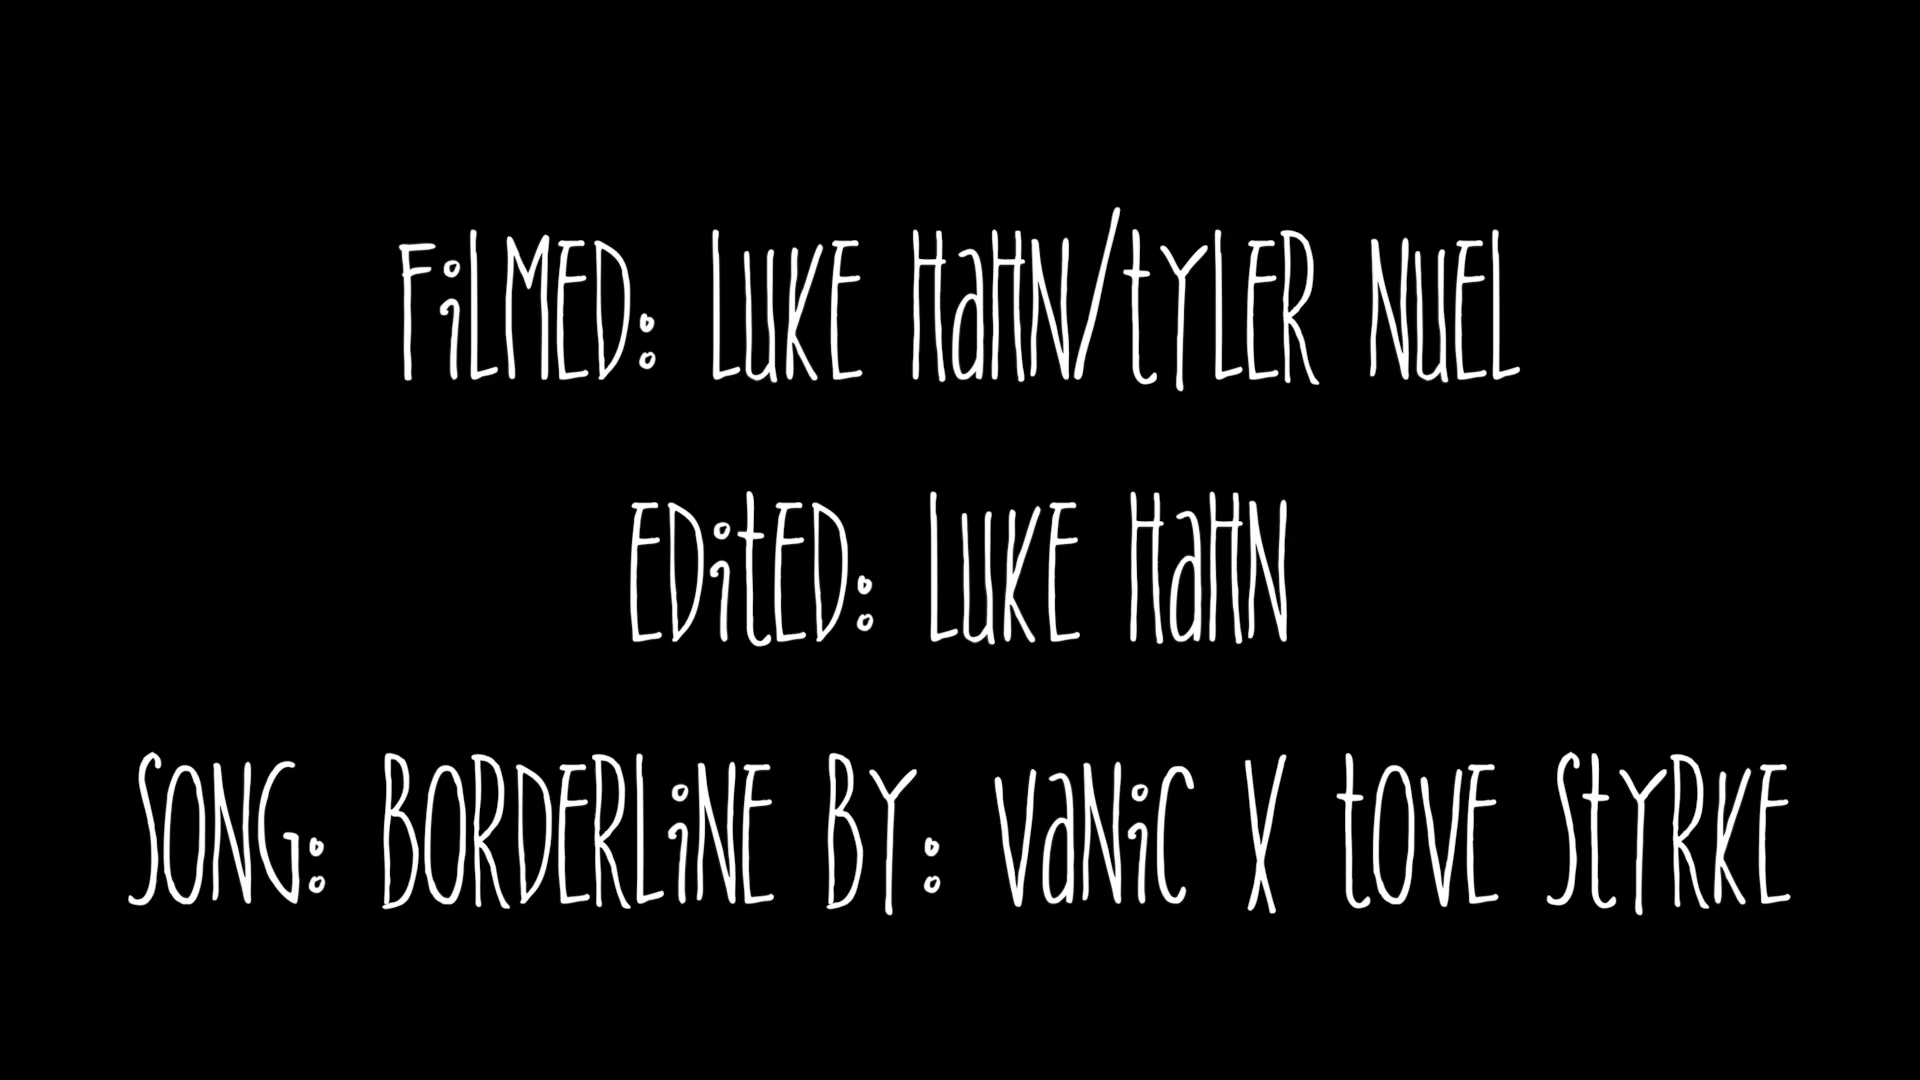 FiLMED: LUKE HaHN/tYLER NUEL
EDitED: LUKE HaHN
SONG: BORDERLiNE BY: VaNiC X tOVE StYRKE